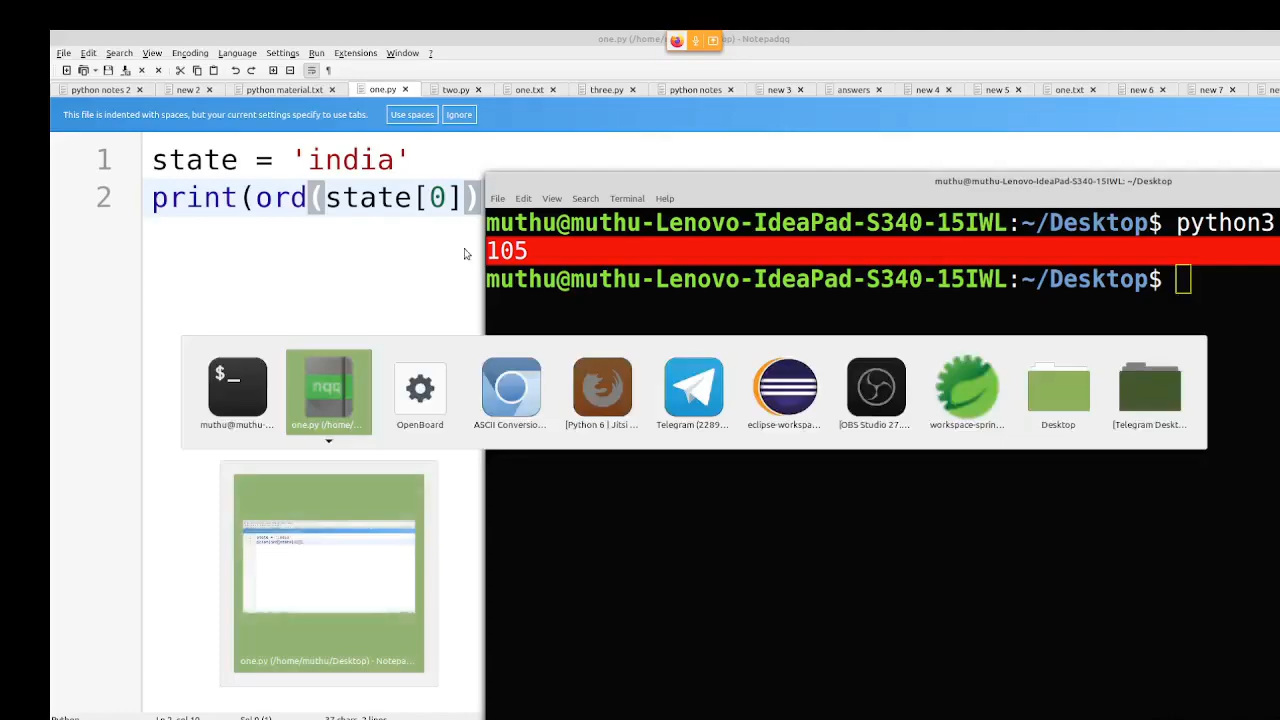 one.py (/home/ op) - Notepadqq
File Edit Search View Encoding Language Settings Run Extensions Window ?
python notes 2 new 2 python material.txt one.py two.py one.txt three.py python notes new 3 answers new 4 new 5 one.txt new 6 new 7
This file is indented with spaces, but your current settings specify to use tabs. Use spaces Ignore
1 state = 'india'
2 print(ord(state[0])
muthu@muthu-Lenovo-IdeaPad-S340-15IWL: ~/Desktop
File Edit View Search Terminal Help
muthu@muthu-Lenovo-IdeaPad-S340-15IWL:~/Desktop$ python3
105
muthu@muthu-Lenovo-IdeaPad-S340-15IWL:~/Desktop$
$_
nqq
muthu@muthu-... one.py (/home/... OpenBoard ASCII Conversio... [Python 6 | Jitsi ... Telegram (2289... eclipse-workspa... [OBS Studio 27.... workspace-sprin... Desktop [Telegram Deskt...
one.py (/home/muthu/Desktop) - Notepa...